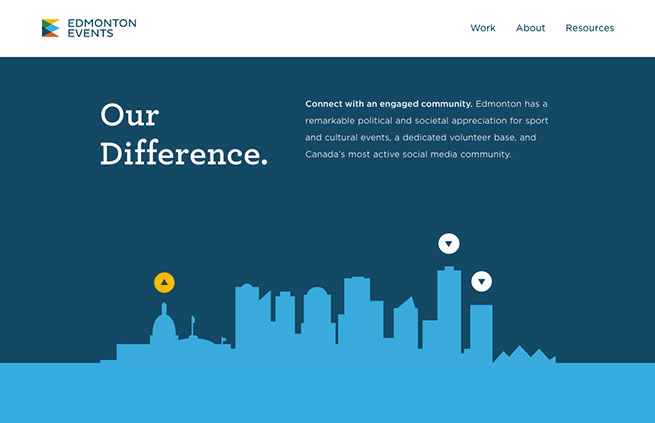 EDMONTON
EVENTS
Work About Resources
Our
Difference.
Connect with an engaged community. Edmonton has a
remarkable political and societal appreciation for sport
and cultural events, a dedicated volunteer base, and
Canada's most active social media community.